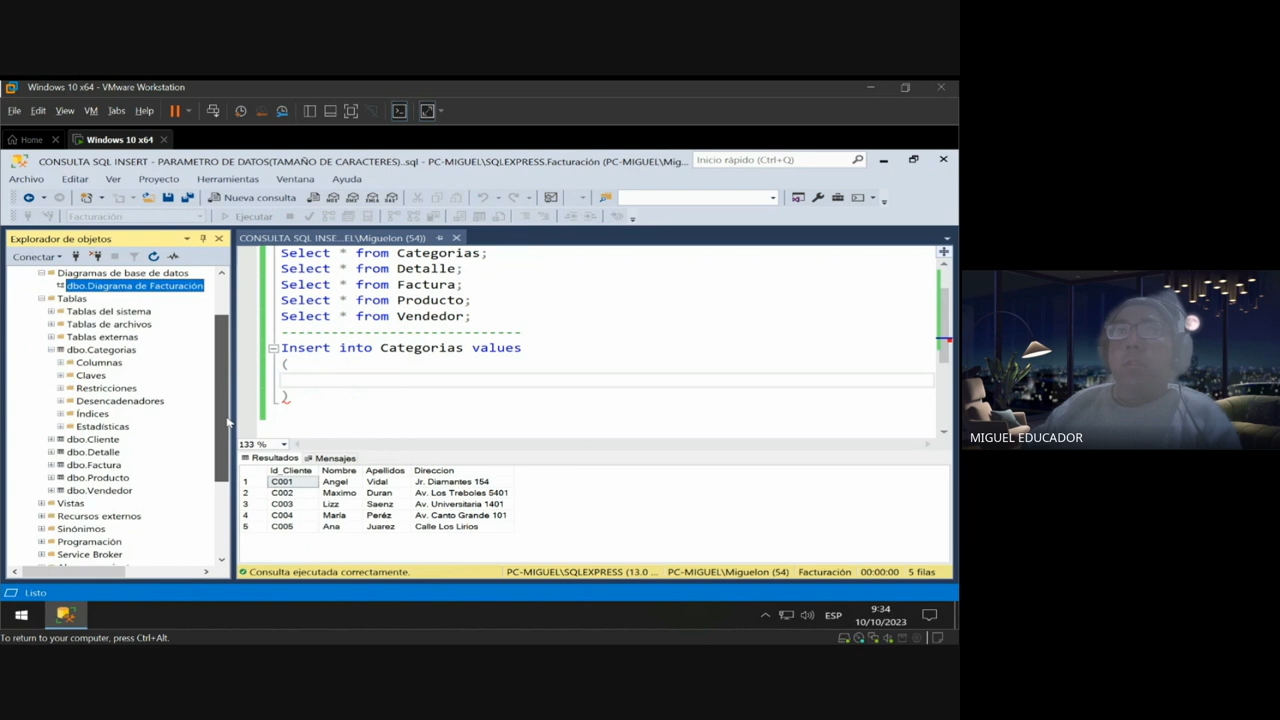 Windows 10 x64 - VMware Workstation
File Edit View VM Tabs Help
Home Windows 10 x64
CONSULTA SQL INSERT - PARAMETRO DE DATOS(TAMAÑO DE CARACTERES)..sql - PC-MIGUEL\SQLEXPRESS.Facturación (PC-MIGUEL\Mig... Inicio rápido (Ctrl+Q)
Archivo Editar Ver Proyecto Herramientas Ventana Ayuda
Nueva consulta
Facturación Ejecutar
Explorador de objetos
CONSULTA SQL INSE...EL\Miguelon (54))
Conectar
Diagramas de base de datos
dbo.Diagrama de Facturación
Tablas
Tablas del sistema
Tablas de archivos
Tablas externas
dbo.Categorias
Columnas
Claves
Restricciones
Desencadenadores
Índices
Estadísticas
dbo.Cliente
dbo.Detalle
dbo.Factura
dbo.Producto
dbo.Vendedor
Vistas
Recursos externos
Sinónimos
Programación
Service Broker
Select * from Categorias;
Select * from Detalle;
Select * from Factura;
Select * from Producto;
Select * from Vendedor;
---------------------------------
Insert into Categorias values
(
)
133 %
Resultados Mensajes
Id_Cliente Nombre Apellidos Direccion
1 C001 Angel Vidal Jr. Diamantes 154
2 C002 Maximo Duran Av. Los Treboles 5401
3 C003 Lizz Saenz Av. Universitaria 1401
4 C004 María Peréz Av. Canto Grande 101
5 C005 Ana Juarez Calle Los Lirios
Consulta ejecutada correctamente. PC-MIGUEL\SQLEXPRESS (13.0 ... PC-MIGUEL\Miguelon (54) Facturación 00:00:00 5 filas
Listo
ESP
9:34
10/10/2023
To return to your computer, press Ctrl+Alt.
MIGUEL EDUCADOR